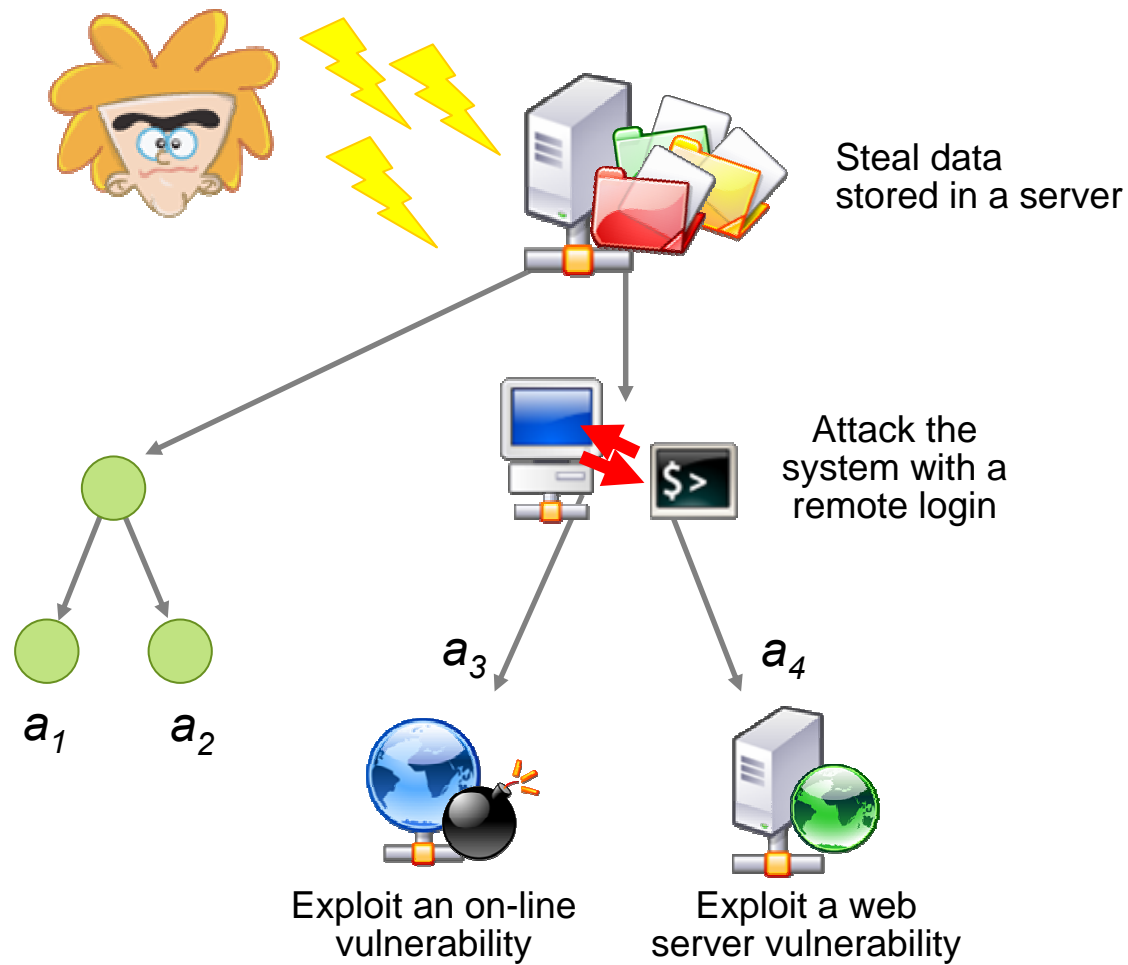 Steal data
stored in a server
$>
Attack the
system with a
remote login
a3
a4
a1
a2
Exploit an on-line
vulnerability
Exploit a web
server vulnerability